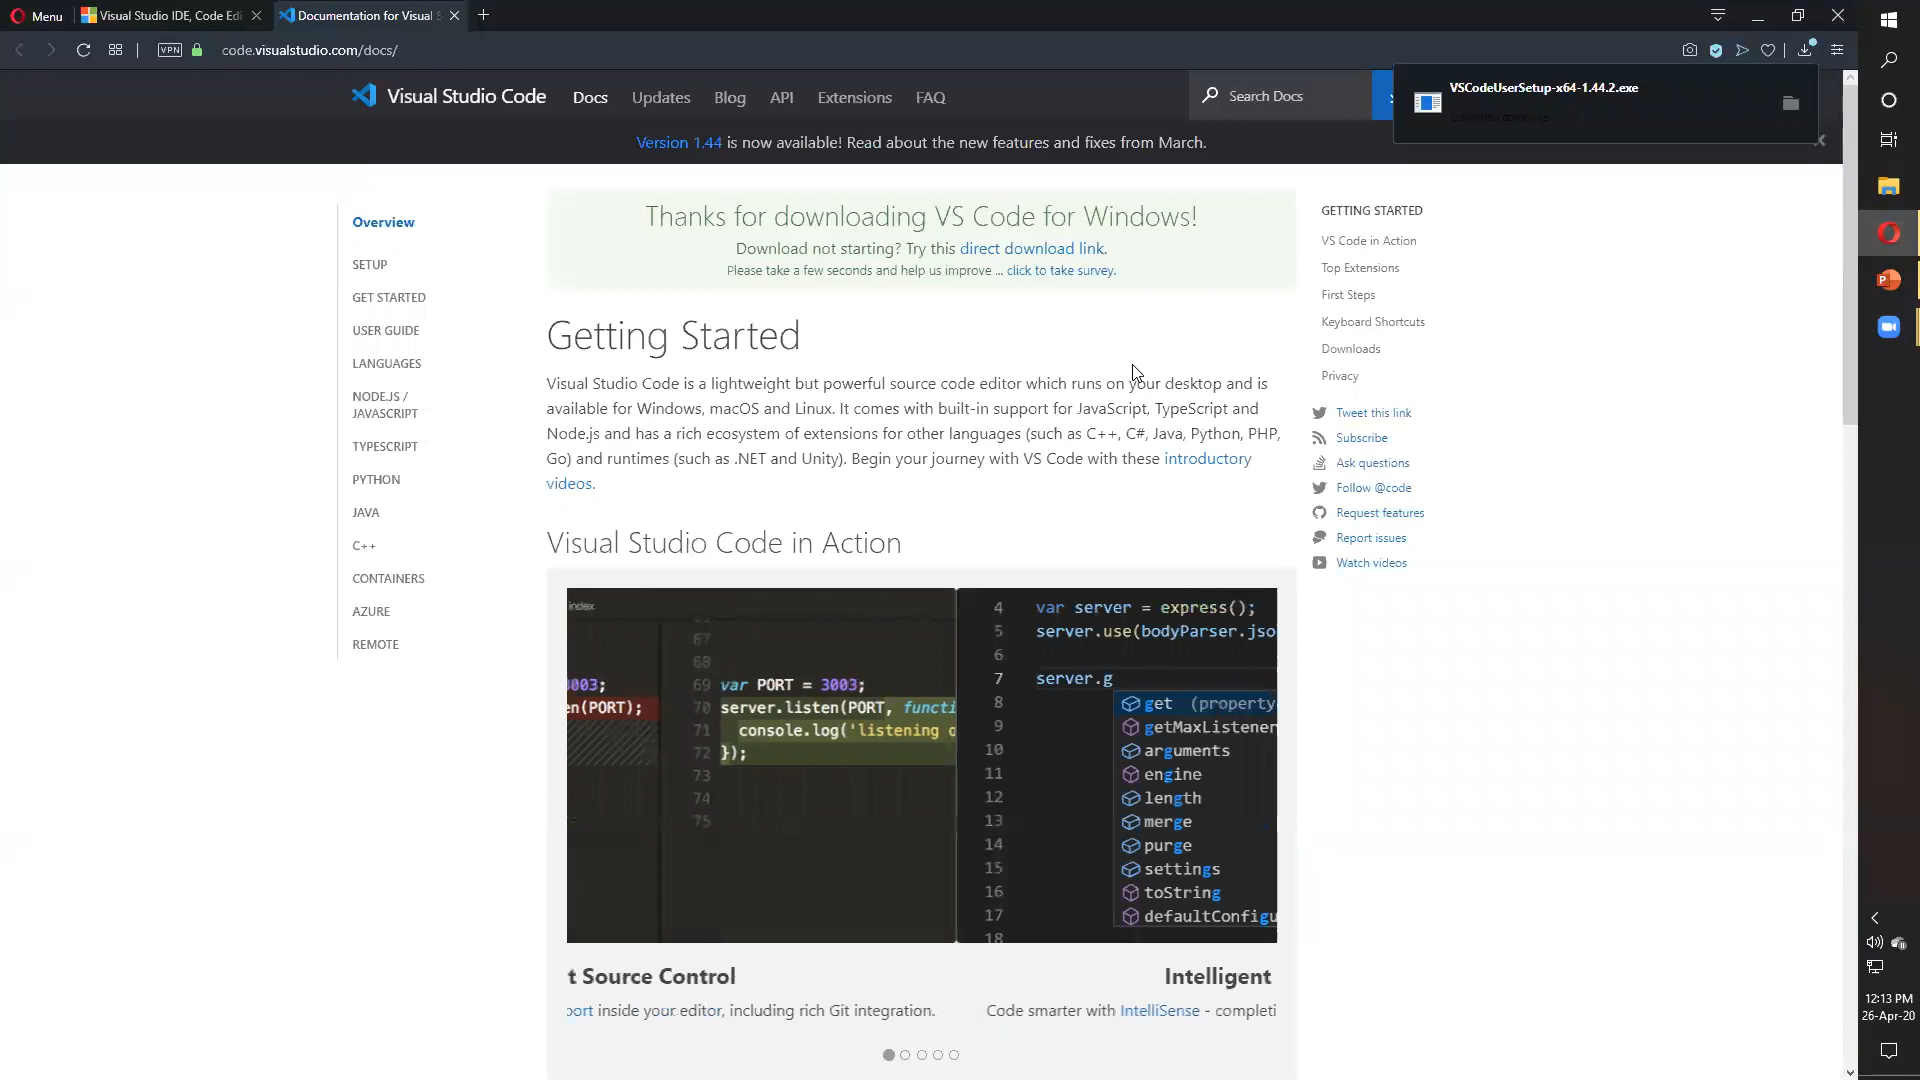 Menu
Visual Studio IDE, Code Edi
Documentation for Visual S
VPN
code.visualstudio.com/docs/
Visual Studio Code
Docs
Updates
Blog
API
Extensions
FAQ
Search Docs
VSCodeUserSetup-x64-1.44.2.exe
Version 1.44 is now available! Read about the new features and fixes from March.
Overview
SETUP
GET STARTED
USER GUIDE
LANGUAGES
NODE.JS /
JAVASCRIPT
TYPESCRIPT
PYTHON
JAVA
C++
CONTAINERS
AZURE
REMOTE
Thanks for downloading VS Code for Windows!
Download not starting? Try this direct download link.
Please take a few seconds and help us improve ... click to take survey.
Getting Started
Visual Studio Code is a lightweight but powerful source code editor which runs on your desktop and is
available for Windows, macOS and Linux. It comes with built-in support for JavaScript, TypeScript and
Node.js and has a rich ecosystem of extensions for other languages (such as C++, C#, Java, Python, PHP,
Go) and runtimes (such as .NET and Unity). Begin your journey with VS Code with these introductory
videos.
Visual Studio Code in Action
index
3003;
en(PORT);
67
68
69 var PORT = 3003;
70 server.listen(PORT, functi
71 console.log('listening o
72 });
73
74
75
4 var server = express();
5 server.use(bodyParser.jso
6
7 server.g
8 get (property
9 getMaxListener
10 arguments
11 engine
12 length
13 merge
14 purge
15 settings
16 toString
17 defaultConfigu
18
t Source Control
port inside your editor, including rich Git integration.
Intelligent
Code smarter with IntelliSense - completi
GETTING STARTED
VS Code in Action
Top Extensions
First Steps
Keyboard Shortcuts
Downloads
Privacy
Tweet this link
Subscribe
Ask questions
Follow @code
Request features
Report issues
Watch videos
12:13 PM
26-Apr-20